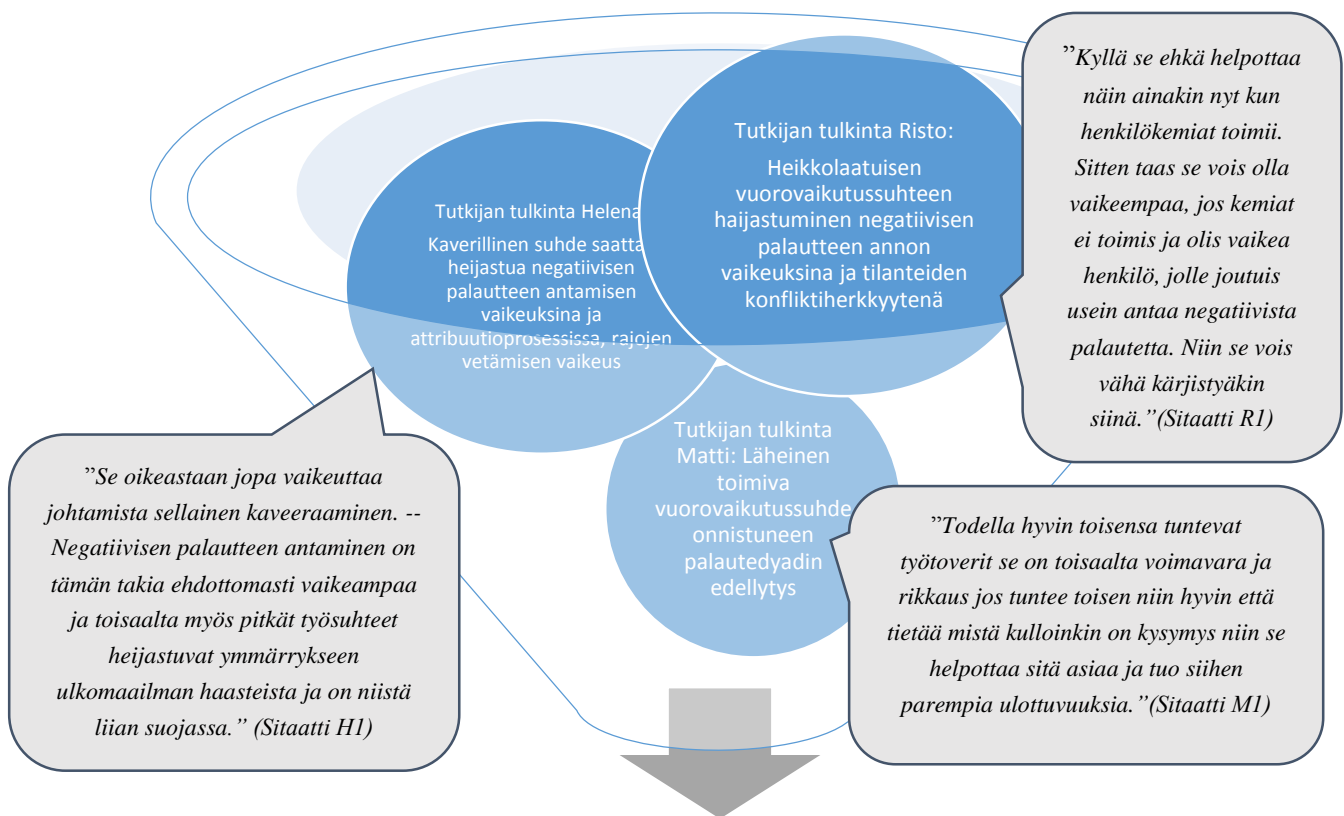 Tutkijan tulkinta Helena
Kaverillinen suhde saatta
heijastua negatiivisen
palautteen antamisen
vaikeuksina ja
attribuutioprosessissa, rajojen
vetämisen vaikeus
Tutkijan tulkinta Risto:
Heikkolaatuisen
vuorovaikutussuhteen
haijastuminen negatiivisen
palautteen annon
vaikeuksina ja tilanteiden
konfliktiherkkyytenä
”Kyllä se ehkä helpottaa
näin ainakin nyt kun
henkilökemiat toimii.
Sitten taas se vois olla
vaikeempaa, jos kemiat
ei toimis ja olis vaikea
henkilö, jolle joutuis
usein antaa negatiivista
palautetta. Niin se vois
vähä kärjistyäkin
siinä.”(Sitaatti R1)
Tutkijan tulkinta
Matti: Läheinen
toimiva
vuorovaikutussuhde
onnistuneen
palautedyadin
edellytys
”Se oikeastaan jopa vaikeuttaa
johtamista sellainen kaveeraaminen. --
Negatiivisen palautteen antaminen on
tämän takia ehdottomasti vaikeampaa
ja toisaalta myös pitkät työsuhteet
heijastuvat ymmärrykseen
ulkomaailman haasteista ja on niistä
liian suojassa.” (Sitaatti H1)
”Todella hyvin toisensa tuntevat
työtoverit se on toisaalta voimavara ja
rikkaus jos tuntee toisen niin hyvin että
tietää mistä kulloinkin on kysymys niin se
helpottaa sitä asiaa ja tuo siihen
parempia ulottuvuuksia.”(Sitaatti M1)